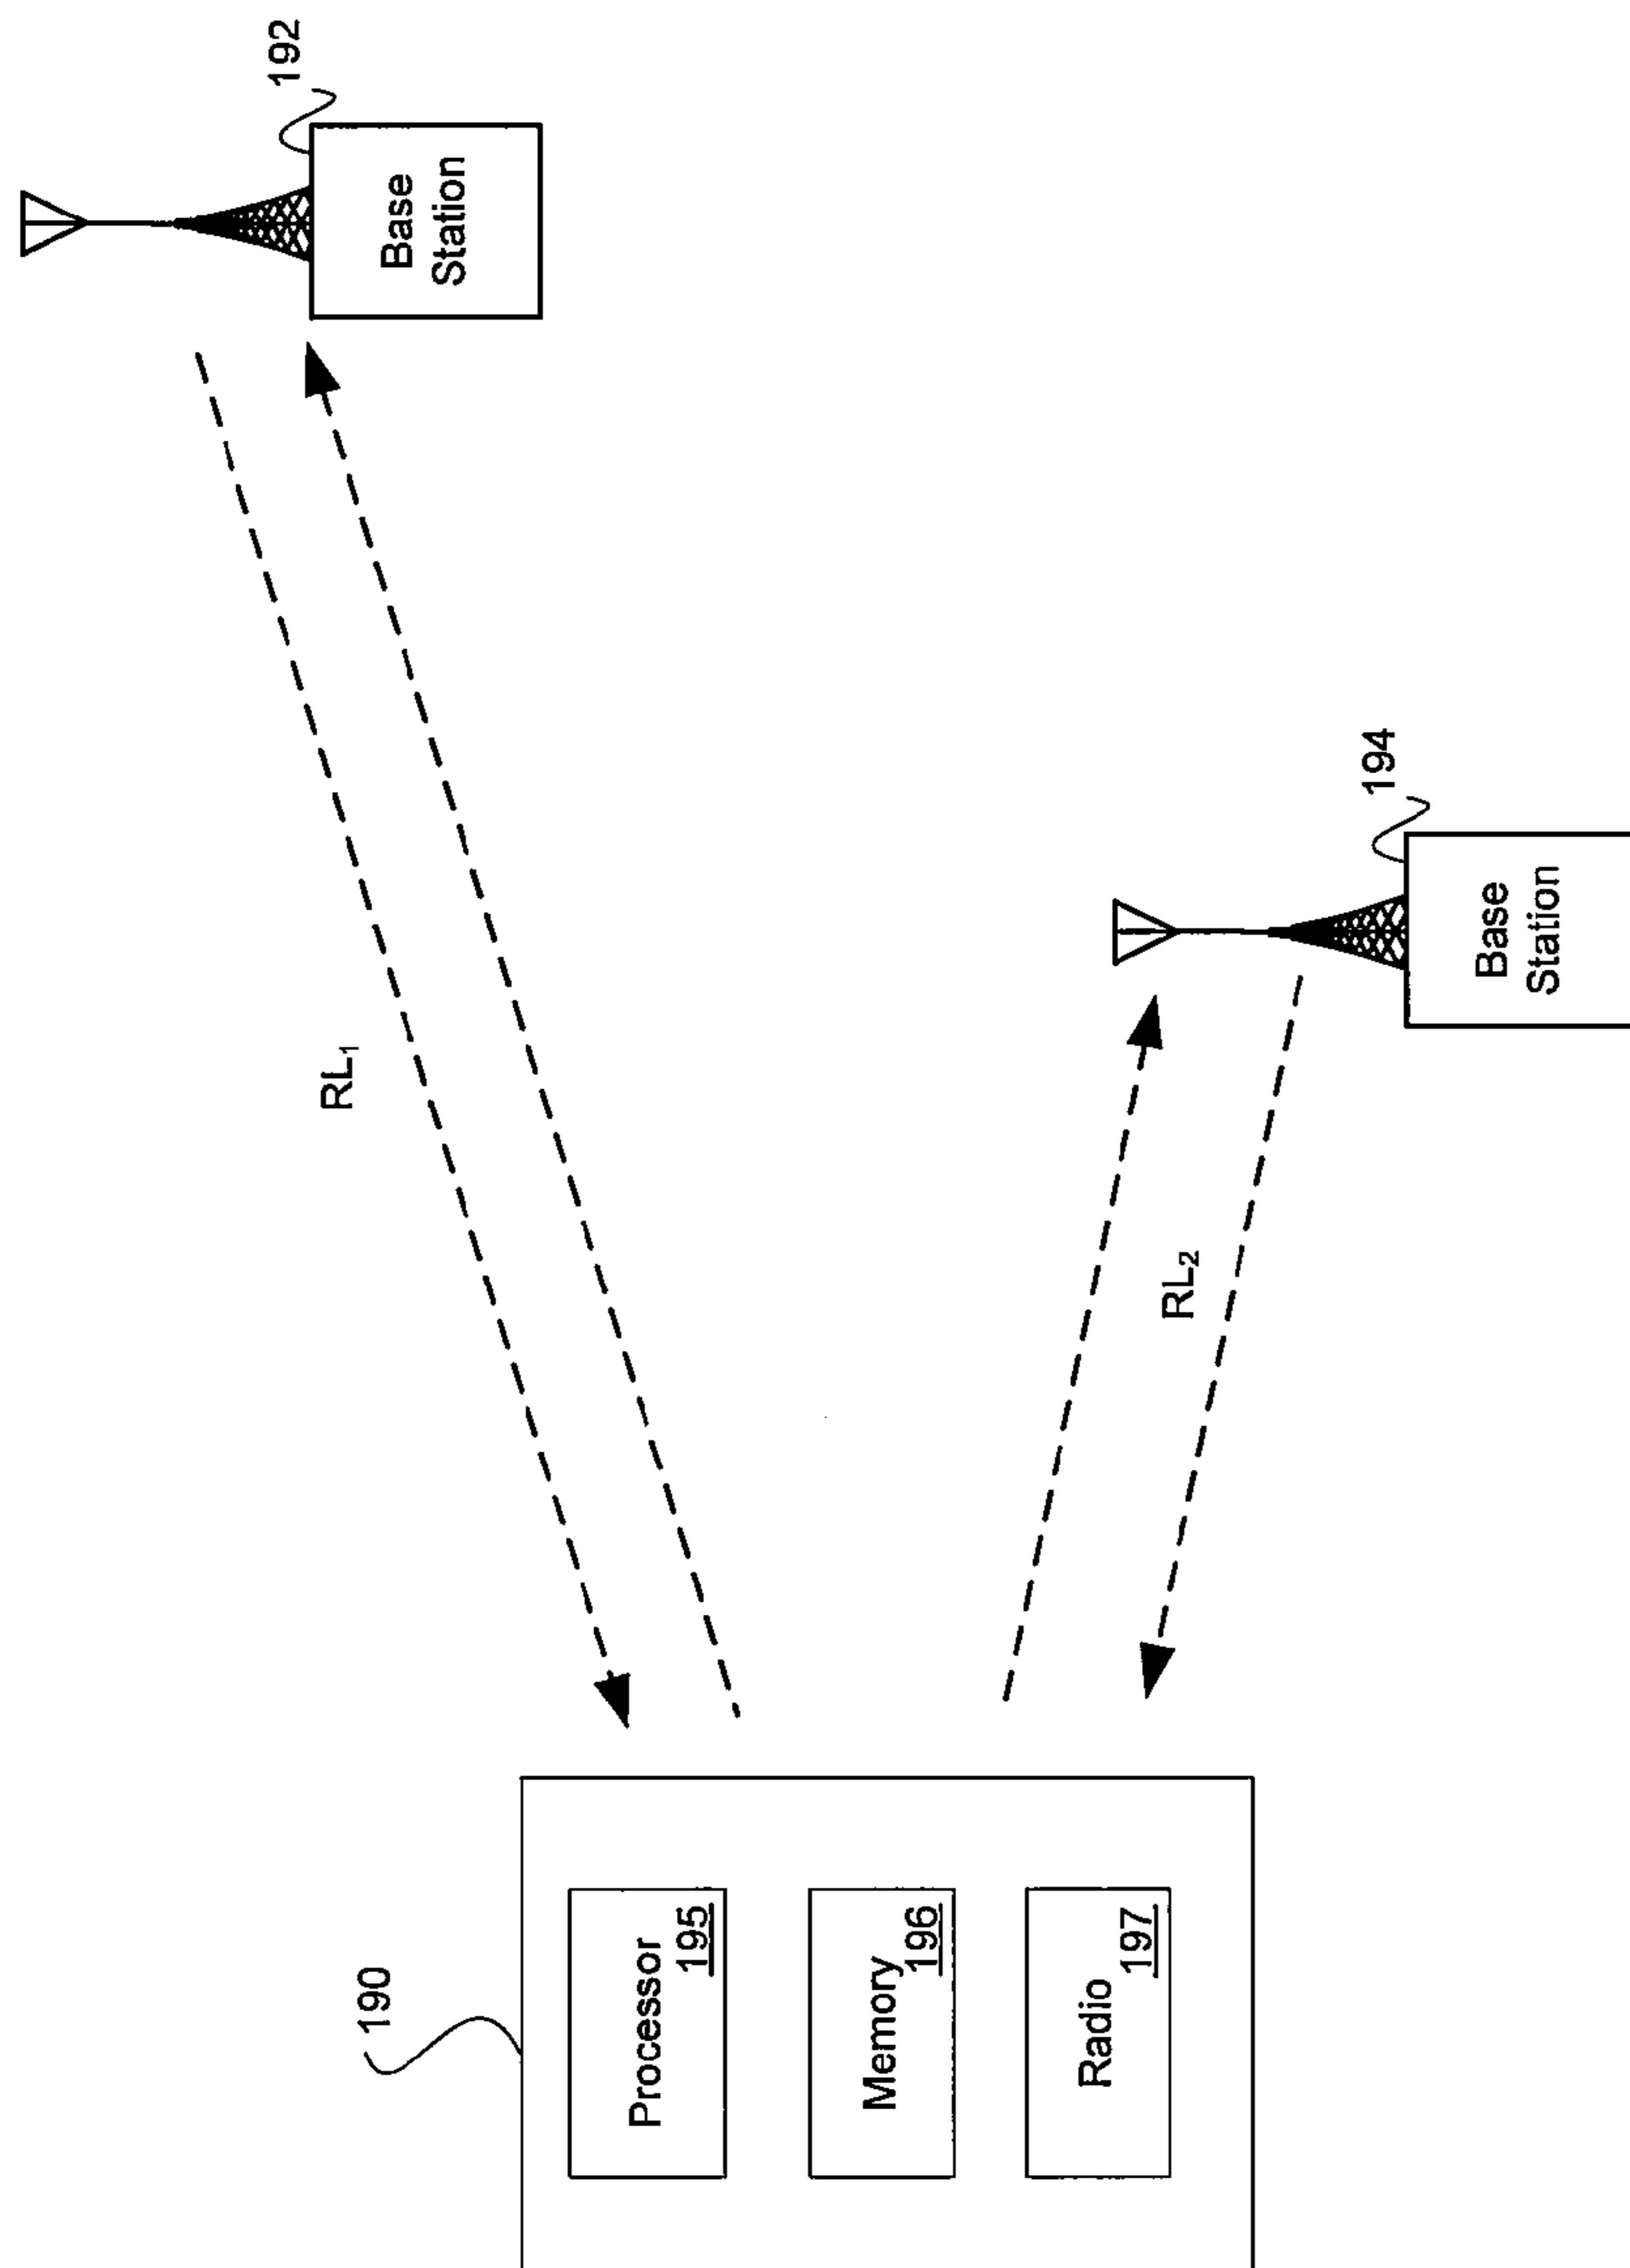 190
Processor
195
Memory
196
Radio
197
RL₁
RL₂
192
Base
Station
194
Base
Station